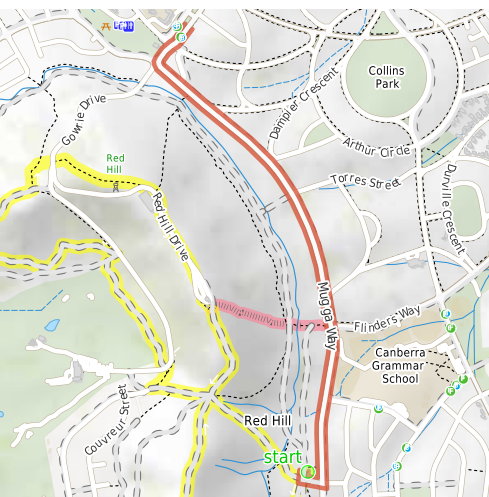 Collins
Park
Gowrie Drive
Dampier Crescent
Arthur Circle
Red
Hill
Torres Street
Dunville Crescent
Red Hill Drive
Mugga Way
Flinders Way
Canberra
Grammar
School
Couvreur Street
Red Hill
start